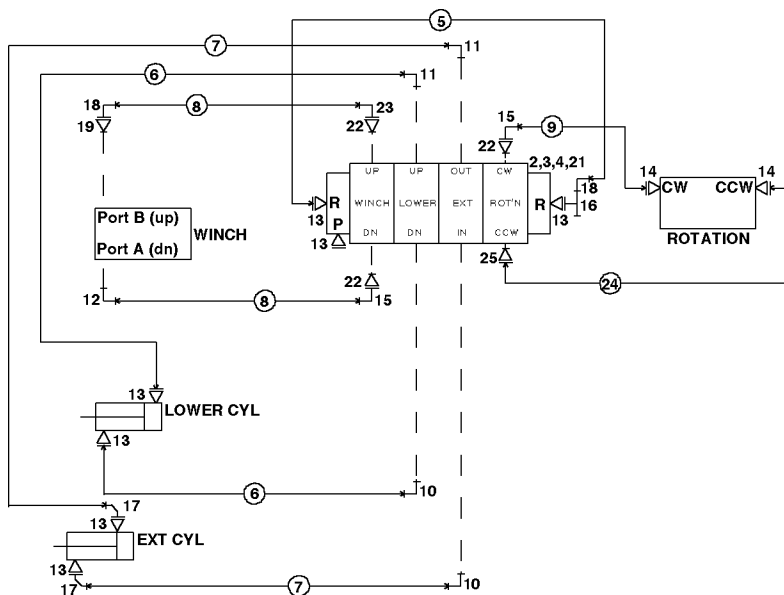 5
7
11
6
11
18
8
23
15
9
19
22
22
2,3,4,21
14
14
UP
UP
OUT
CW
18
CW
CCW
R
WINCH
LOWER
EXT
ROT'N
R
13
13
16
P
13
DN
DN
IN
CCW
ROTATION
Port B (up)
WINCH
Port A (dn)
25
22
12
8
15
24
13
LOWER CYL
13
6
10
17
13
EXT CYL
13
17
7
10